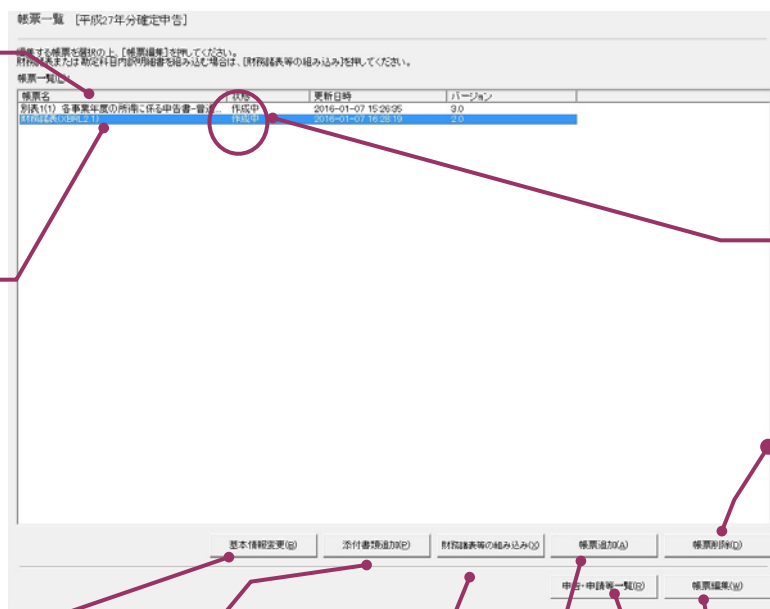 帳票一覧 [平成27年分確定申告]
編集する帳票を選択の上、[帳票編集]を押してください。
財務諸表または勘定科目内訳明細書を組み込む場合は、[財務諸表等の組み込み]を押してください。
帳票一覧(L):
帳票名 状態 更新日時 バージョン
別表1(1) 各事業年度の所得に係る申告書-普通... 作成中 2016-01-07 15:26:35 3.0
財務諸表(XBRL2.1) 作成中 2016-01-07 16:28:19 2.0
基本情報変更(B) 添付書類追加(P) 財務諸表等の組み込み(X) 帳票追加(A) 帳票削除(D)
申告・申請等一覧(R) 帳票編集(W)